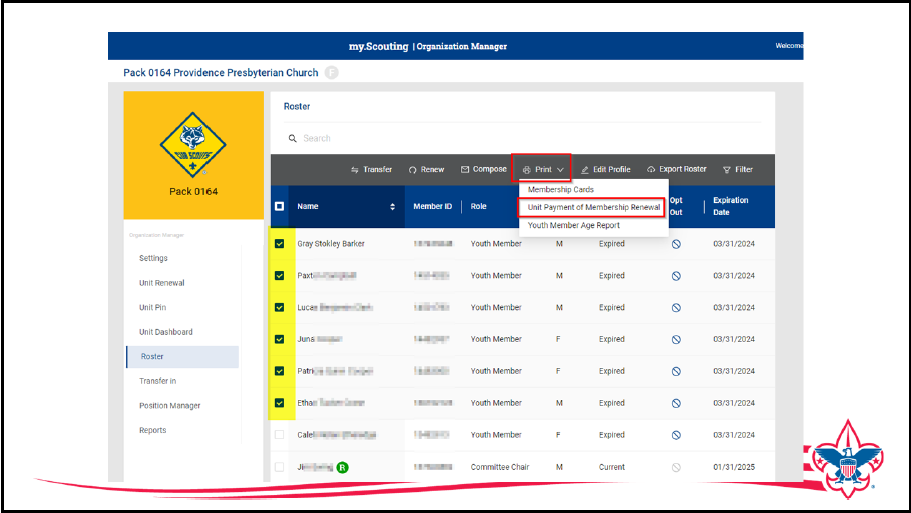 my.Scouting | Organization Manager
Welcome
Pack 0164 Providence Presbyterian Church F
CUB SCOUTS
Pack 0164
Organization Manager
Settings
Unit Renewal
Unit Pin
Unit Dashboard
Roster
Transfer in
Position Manager
Reports
Roster
Search
Transfer Renew Compose Print Edit Profile Export Roster Filter
Membership Cards
Unit Payment of Membership Renewal
Youth Member Age Report
Name Member ID Role Opt Out Expiration Date
Gray Stokley Barker Youth Member M Expired 03/31/2024
Youth Member M Expired 03/31/2024
Lucas Youth Member M Expired 03/31/2024
Juna Youth Member F Expired 03/31/2024
Youth Member F Expired 03/31/2024
Ethan Youth Member M Expired 03/31/2024
Youth Member F Expired 03/31/2024
R Committee Chair M Current 01/31/2025